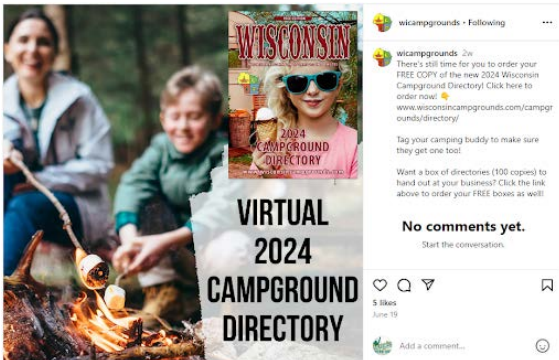 WISCONSIN
2024
CAMPGROUND
DIRECTORY
www.wisconsincampgrounds.com
VIRTUAL
2024
CAMPGROUND
DIRECTORY
wicampgrounds • Following
wicampgrounds 2w
There's still time for you to order your
FREE COPY of the new 2024 Wisconsin
Campground Directory! Click here to
order now! 👇
www.wisconsincampgrounds.com/campgr
ounds/directory/
Tag your camping buddy to make sure
they get one too!
Want a box of directories (100 copies) to
hand out at your business? Click the link
above to order your FREE boxes as well!
No comments yet.
Start the conversation.
5 likes
June 19
Add a comment...